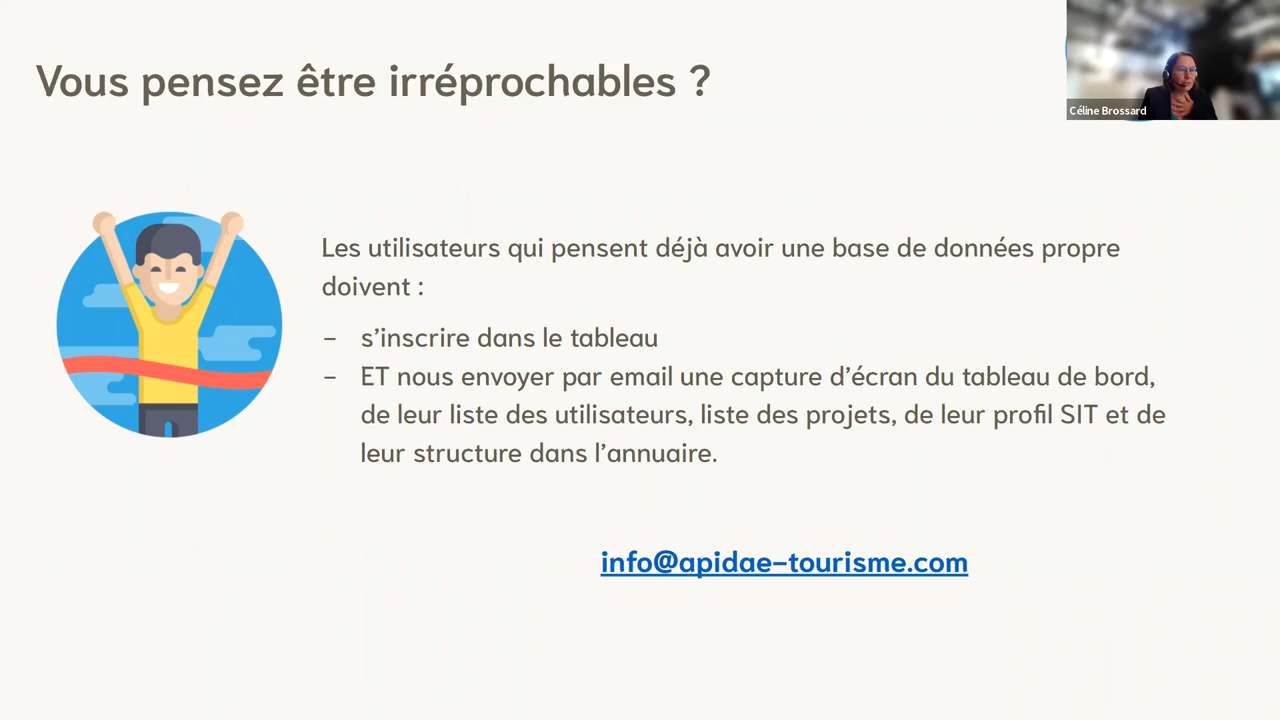 Vous pensez être irréprochables ?
Céline Brossard
Les utilisateurs qui pensent déjà avoir une base de données propre
doivent :
– s’inscrire dans le tableau
– ET nous envoyer par email une capture d’écran du tableau de bord,
de leur liste des utilisateurs, liste des projets, de leur profil SIT et de
leur structure dans l’annuaire.
info@apidae-tourisme.com